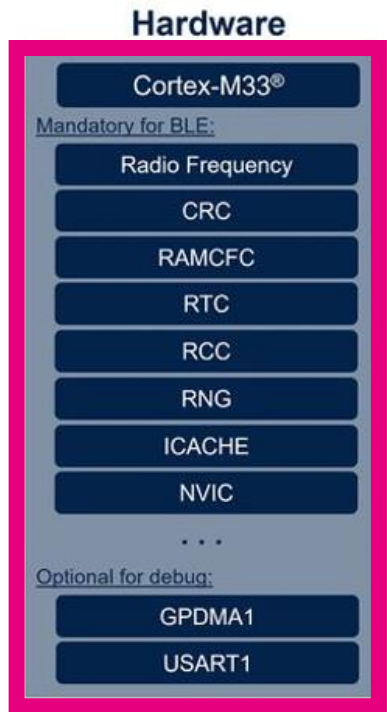 Hardware
Cortex-M33®
Mandatory for BLE:
Radio Frequency
CRC
RAMCFC
RTC
RCC
RNG
ICACHE
NVIC
...
Optional for debug:
GPDMA1
USART1